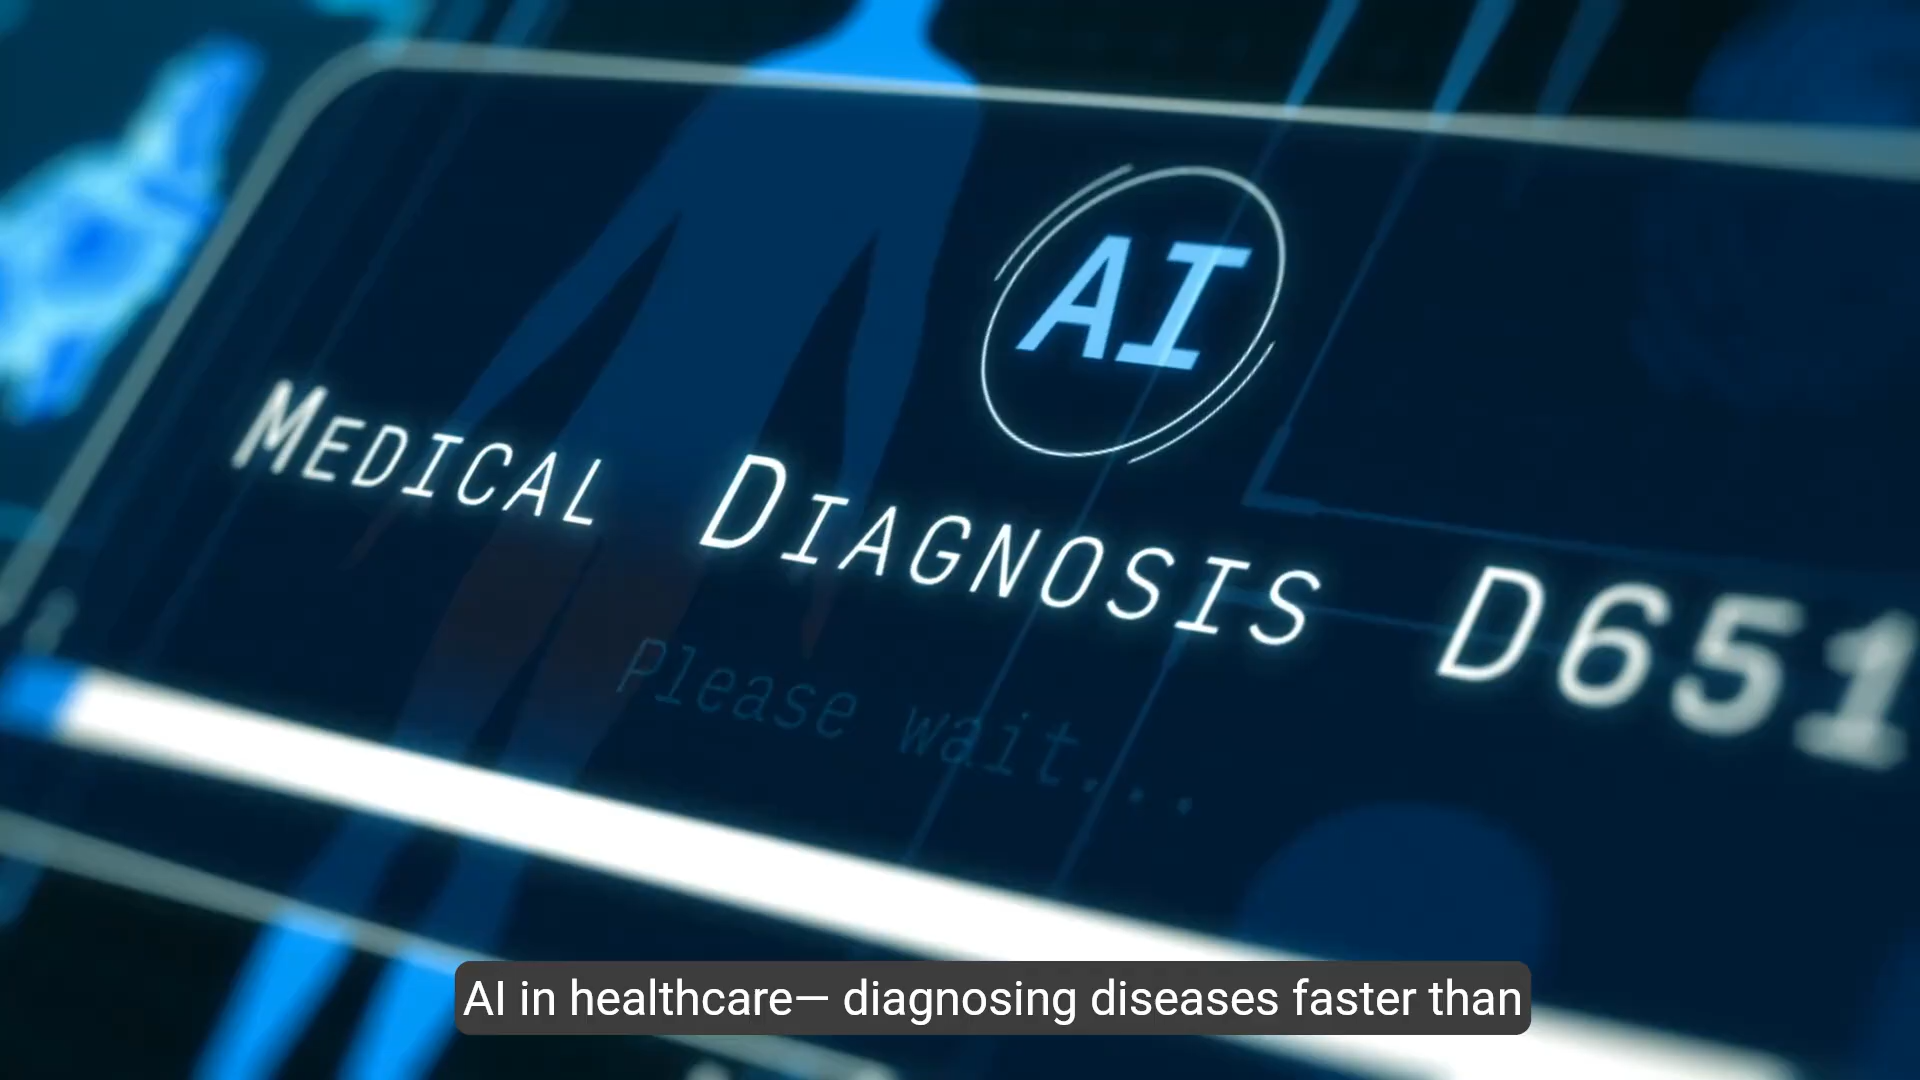 AI
MEDICAL DIAGNOSIS D651
Please wait...
AI in healthcare— diagnosing diseases faster than